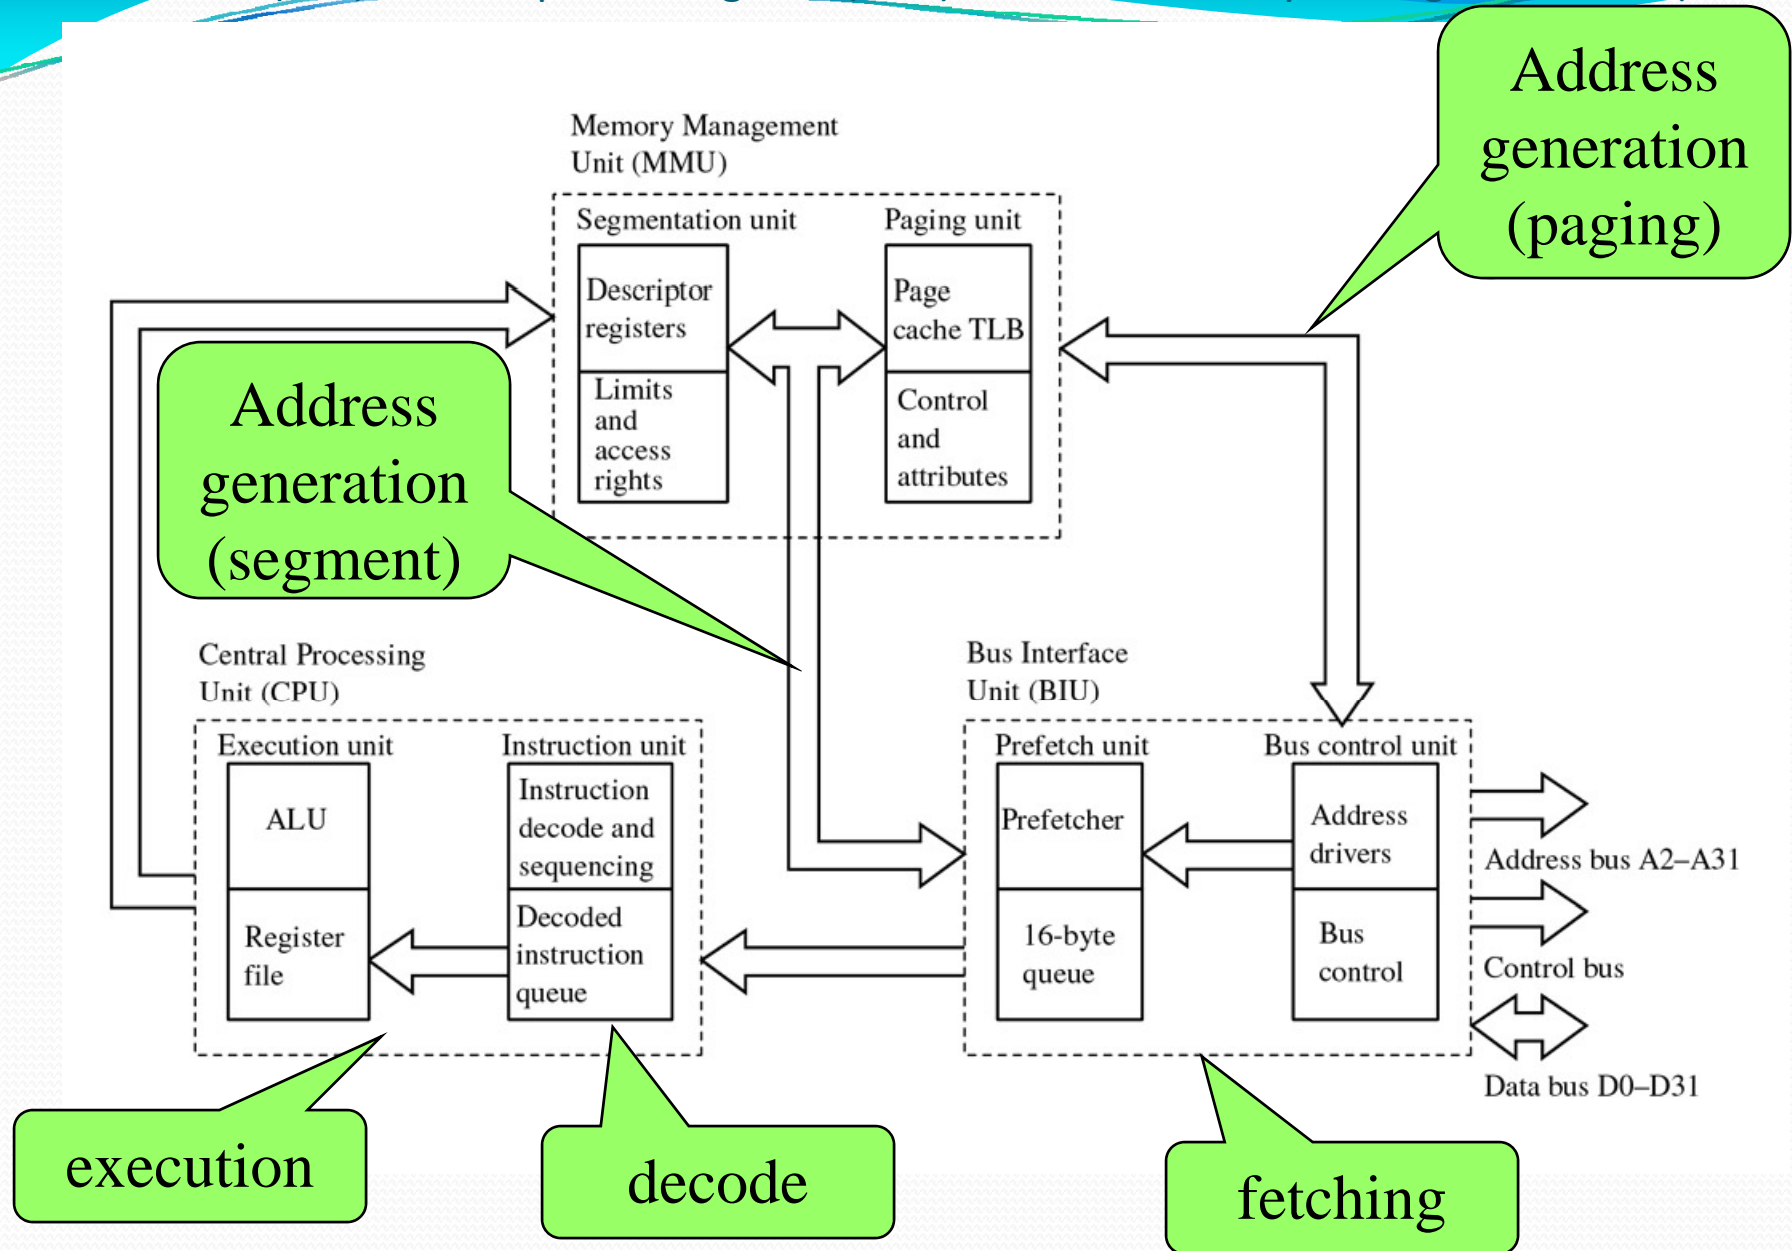 Address
generation
(paging)
Memory Management
Unit (MMU)
Segmentation unit
Paging unit
Descriptor
registers
Page
cache TLB
Limits
and
access
rights
Control
and
attributes
Address
generation
(segment)
Central Processing
Unit (CPU)
Bus Interface
Unit (BIU)
Execution unit
Instruction unit
Prefetch unit
Bus control unit
ALU
Instruction
decode and
sequencing
Prefetcher
Address
drivers
Address bus A2–A31
Register
file
Decoded
instruction
queue
16-byte
queue
Bus
control
Control bus
Data bus D0–D31
execution
decode
fetching